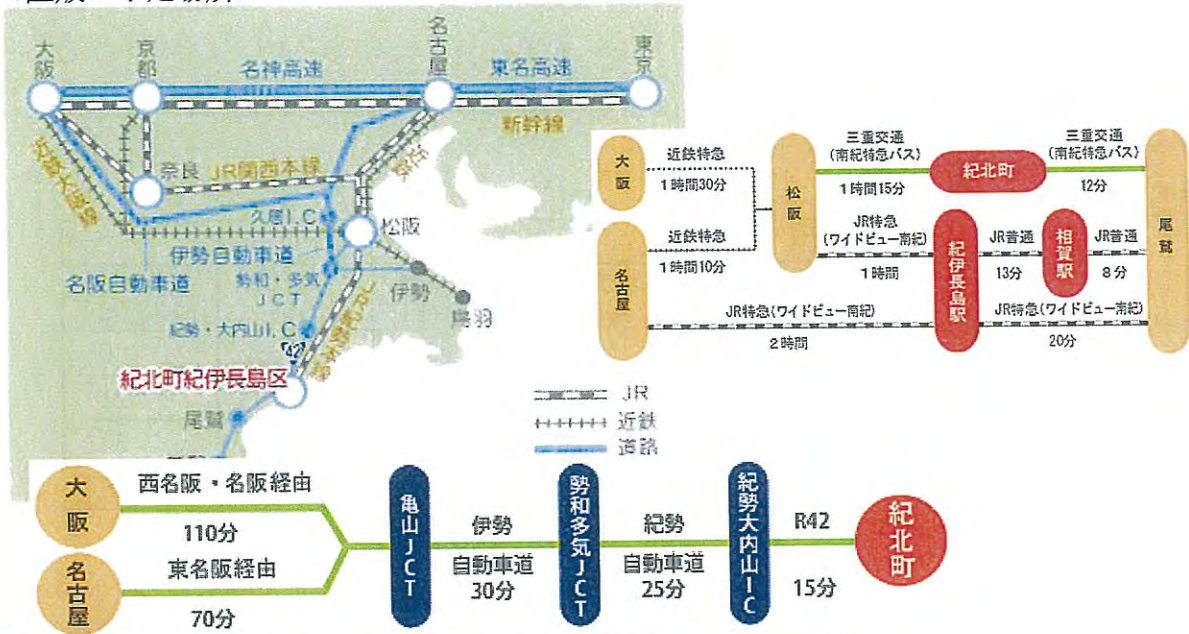 大阪
京都
名古屋
東京
名神高速
東名高速
新幹線
近鉄大阪線
奈良
JR関西本線
久居I.C
松阪
伊勢自動車道
名阪自動車道
勢和・多気
JCT
伊勢
鳥羽
紀勢・大内山I.C
42
紀北町紀伊長島区
尾鷲
JR
近鉄
道路
大阪
近鉄特急
1時間30分
名古屋
近鉄特急
1時間10分
松阪
三重交通
(南紀特急バス)
1時間15分
紀北町
三重交通
(南紀特急バス)
12分
尾鷲
JR特急
(ワイドビュー南紀)
1時間
紀伊長島駅
JR普通
13分
相賀駅
JR普通
8分
JR特急(ワイドビュー南紀)
2時間
JR特急(ワイドビュー南紀)
20分
大阪
西名阪・名阪経由
110分
名古屋
東名阪経由
70分
亀山JCT
伊勢
自動車道
30分
勢和多気JCT
紀勢
自動車道
25分
紀勢大内山IC
R42
15分
紀北町